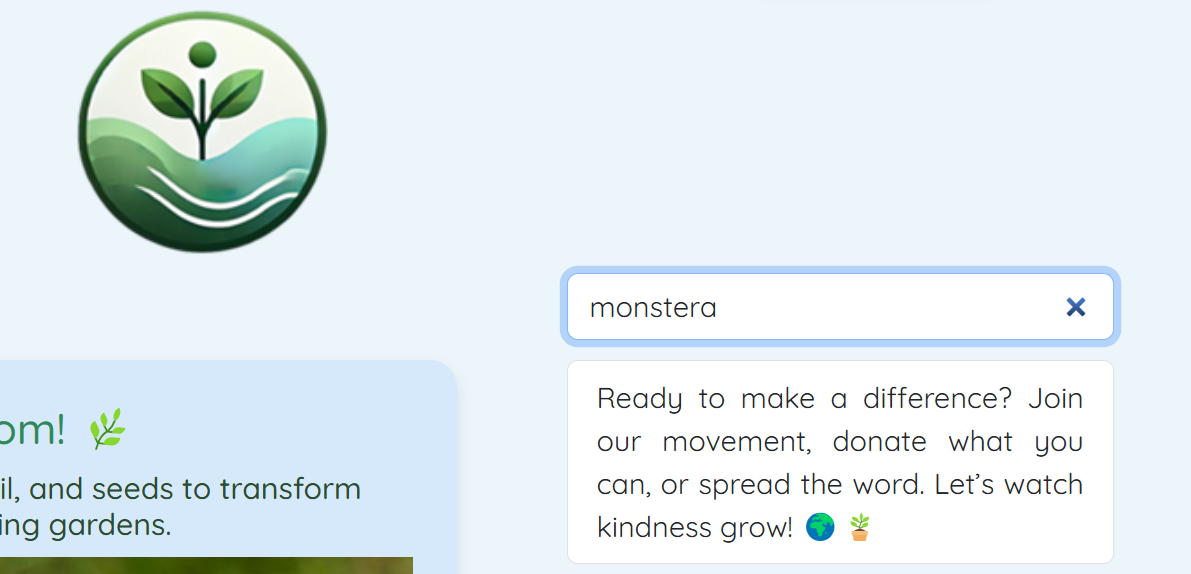 monstera
om! 🌿
il, and seeds to transform
ing gardens.
Ready to make a difference? Join
our movement, donate what you
can, or spread the word. Let’s watch
kindness grow! 🌍 🪴